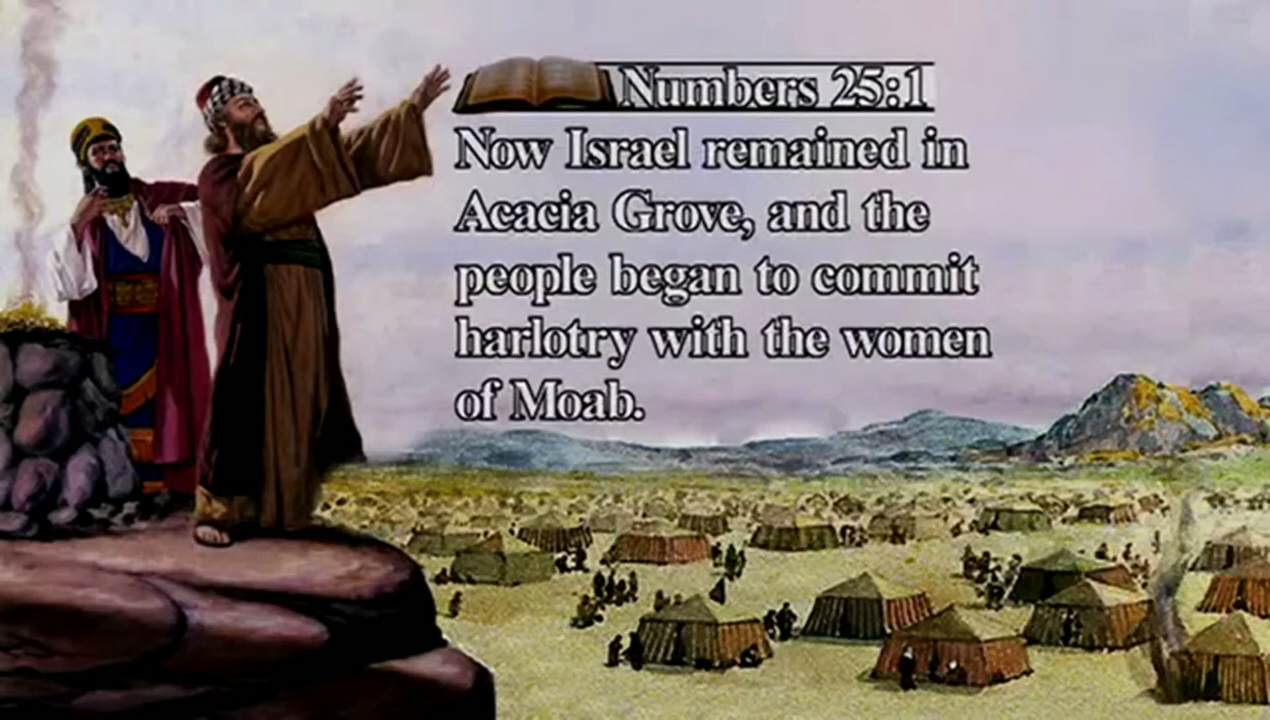 Numbers 25:1
Now Israel remained in
Acacia Grove, and the
people began to commit
harlotry with the women
of Moab.